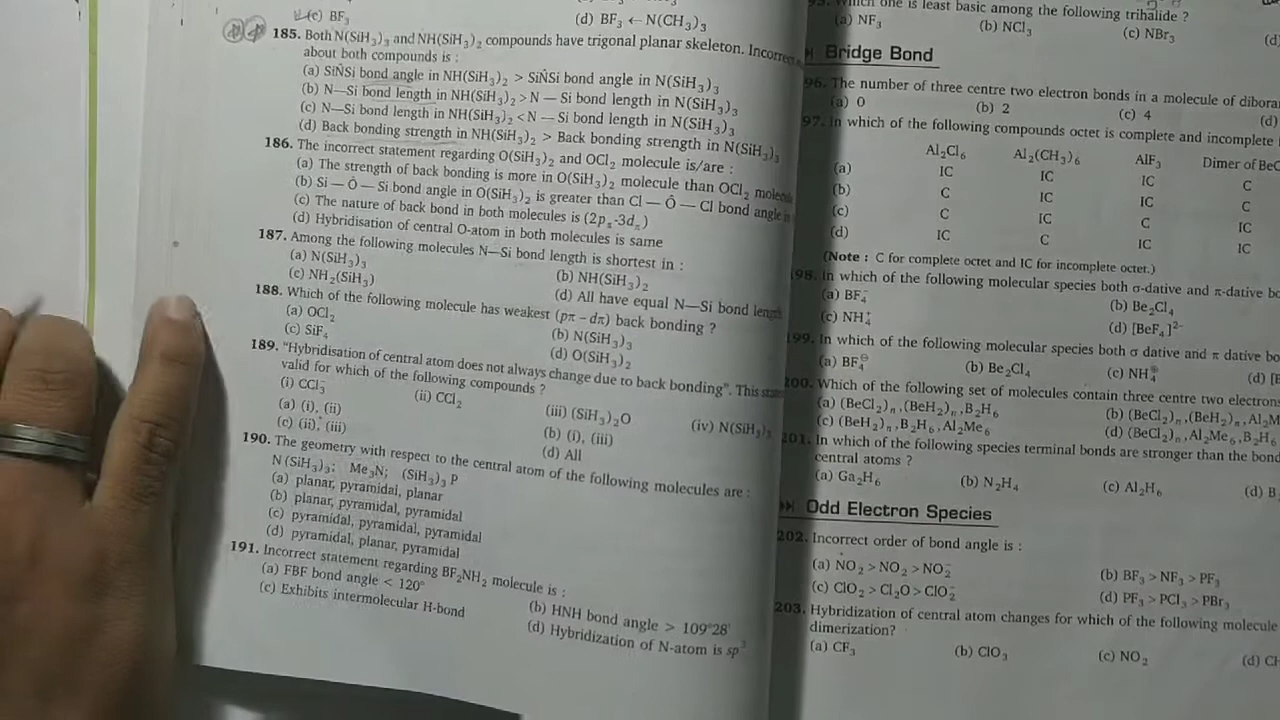 (c) BF₃
(d) BF₃ ← N(CH₃)₃
185. Both N(SiH₃)₃ and NH(SiH₃)₂ compounds have trigonal planar skeleton. Incorrect
about both compounds is :
(a) SiN̂Si bond angle in NH(SiH₃)₂ > SiN̂Si bond angle in N(SiH₃)₃
(b) N—Si bond length in NH(SiH₃)₂ > N — Si bond length in N(SiH₃)₃
(c) N—Si bond length in NH(SiH₃)₂ < N — Si bond length in N(SiH₃)₃
(d) Back bonding strength in NH(SiH₃)₂ > Back bonding strength in N(SiH₃)₃
186. The incorrect statement regarding O(SiH₃)₂ and OCl₂ molecule is/are :
(a) The strength of back bonding is more in O(SiH₃)₂ molecule than OCl₂
(b) Si — Ô — Si bond angle in O(SiH₃)₂ is greater than Cl — Ô — Cl bond angle
(c) The nature of back bond in both molecules is (2pπ-3dπ)
(d) Hybridisation of central O-atom in both molecules is same
187. Among the following molecules N—Si bond length is shortest in :
(a) N(SiH₃)₃
(b) NH(SiH₃)₂
(c) NH₂(SiH₃)
(d) All have equal N—Si bond length
188. Which of the following molecule has weakest (pπ – dπ) back bonding ?
(a) OCl₂
(b) N(SiH₃)₃
(c) SiF₄
(d) O(SiH₃)₂
189. "Hybridisation of central atom does not always change due to back bonding". This
valid for which of the following compounds ?
(i) CCl₃⁻ (ii) CCl₂ (iii) (SiH₃)₂O (iv) N(SiH₃)₃
(a) (i), (ii)
(b) (i), (iii)
(c) (ii), (iii)
(d) All
190. The geometry with respect to the central atom of the following molecules are :
N(SiH₃)₃; Me₃N; (SiH₃)₃P
(a) planar, pyramidal, planar
(b) planar, pyramidal, pyramidal
(c) pyramidal, pyramidal, pyramidal
(d) pyramidal, planar, pyramidal
191. Incorrect statement regarding BF₂NH₂ molecule is :
(a) FBF bond angle < 120°
(b) HNH bond angle > 109°28'
(c) Exhibits intermolecular H-bond
(d) Hybridization of N-atom is sp³
which one is least basic among the following trihalide ?
(a) NF₃ (b) NCl₃ (c) NBr₃ (d)
Bridge Bond
96. The number of three centre two electron bonds in a molecule of
(a) 0 (b) 2 (c) 4 (d)
97. In which of the following compounds octet is complete and incomplete
Al₂Cl₆ Al₂(CH₃)₆ AlF₃ Dimer of
(a) IC IC IC C
(b) C IC IC C
(c) C IC C IC
(d) IC C IC IC
(Note : C for complete octet and IC for incomplete octet.)
98. In which of the following molecular species both σ-dative and π-dative
(a) BF₄⁻ (b) Be₂Cl₄
(c) NH₄⁺ (d) [BeF₄]²⁻
199. In which of the following molecular species both σ dative and π dative
(a) BF₄⊖ (b) Be₂Cl₄ (c) NH₄⊕ (d)
200. Which of the following set of molecules contain three centre two
(a) (BeCl₂)ₙ,(BeH₂)ₙ,B₂H₆ (b) (BeCl₂)ₙ,(BeH₂)ₙ,
(c) (BeH₂)ₙ,B₂H₆,Al₂Me₆ (d) (BeCl₂)ₙ,Al₂Me₆,B₂H₆
201. In which of the following species terminal bonds are stronger than the
central atoms ?
(a) Ga₂H₆ (b) N₂H₄ (c) Al₂H₆ (d)
Odd Electron Species
202. Incorrect order of bond angle is :
(a) NO₂⁺ > NO₂ > NO₂⁻ (b) BF₃ > NF₃ > PF₃
(c) ClO₂ > Cl₂O > ClO₂⁻ (d) PF₃ > PCl₃ > PBr₃
203. Hybridization of central atom changes for which of the following molecule
dimerization?
(a) CF₃ (b) ClO₃ (c) NO₂ (d)